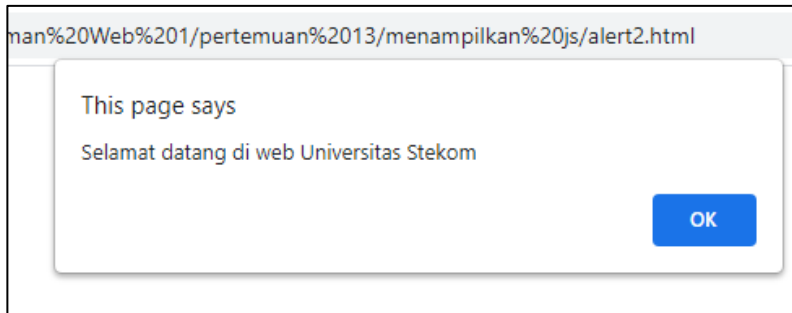 man%20Web%201/pertemuan%2013/menampilkan%20js/alert2.html
This page says
Selamat datang di web Universitas Stekom
OK